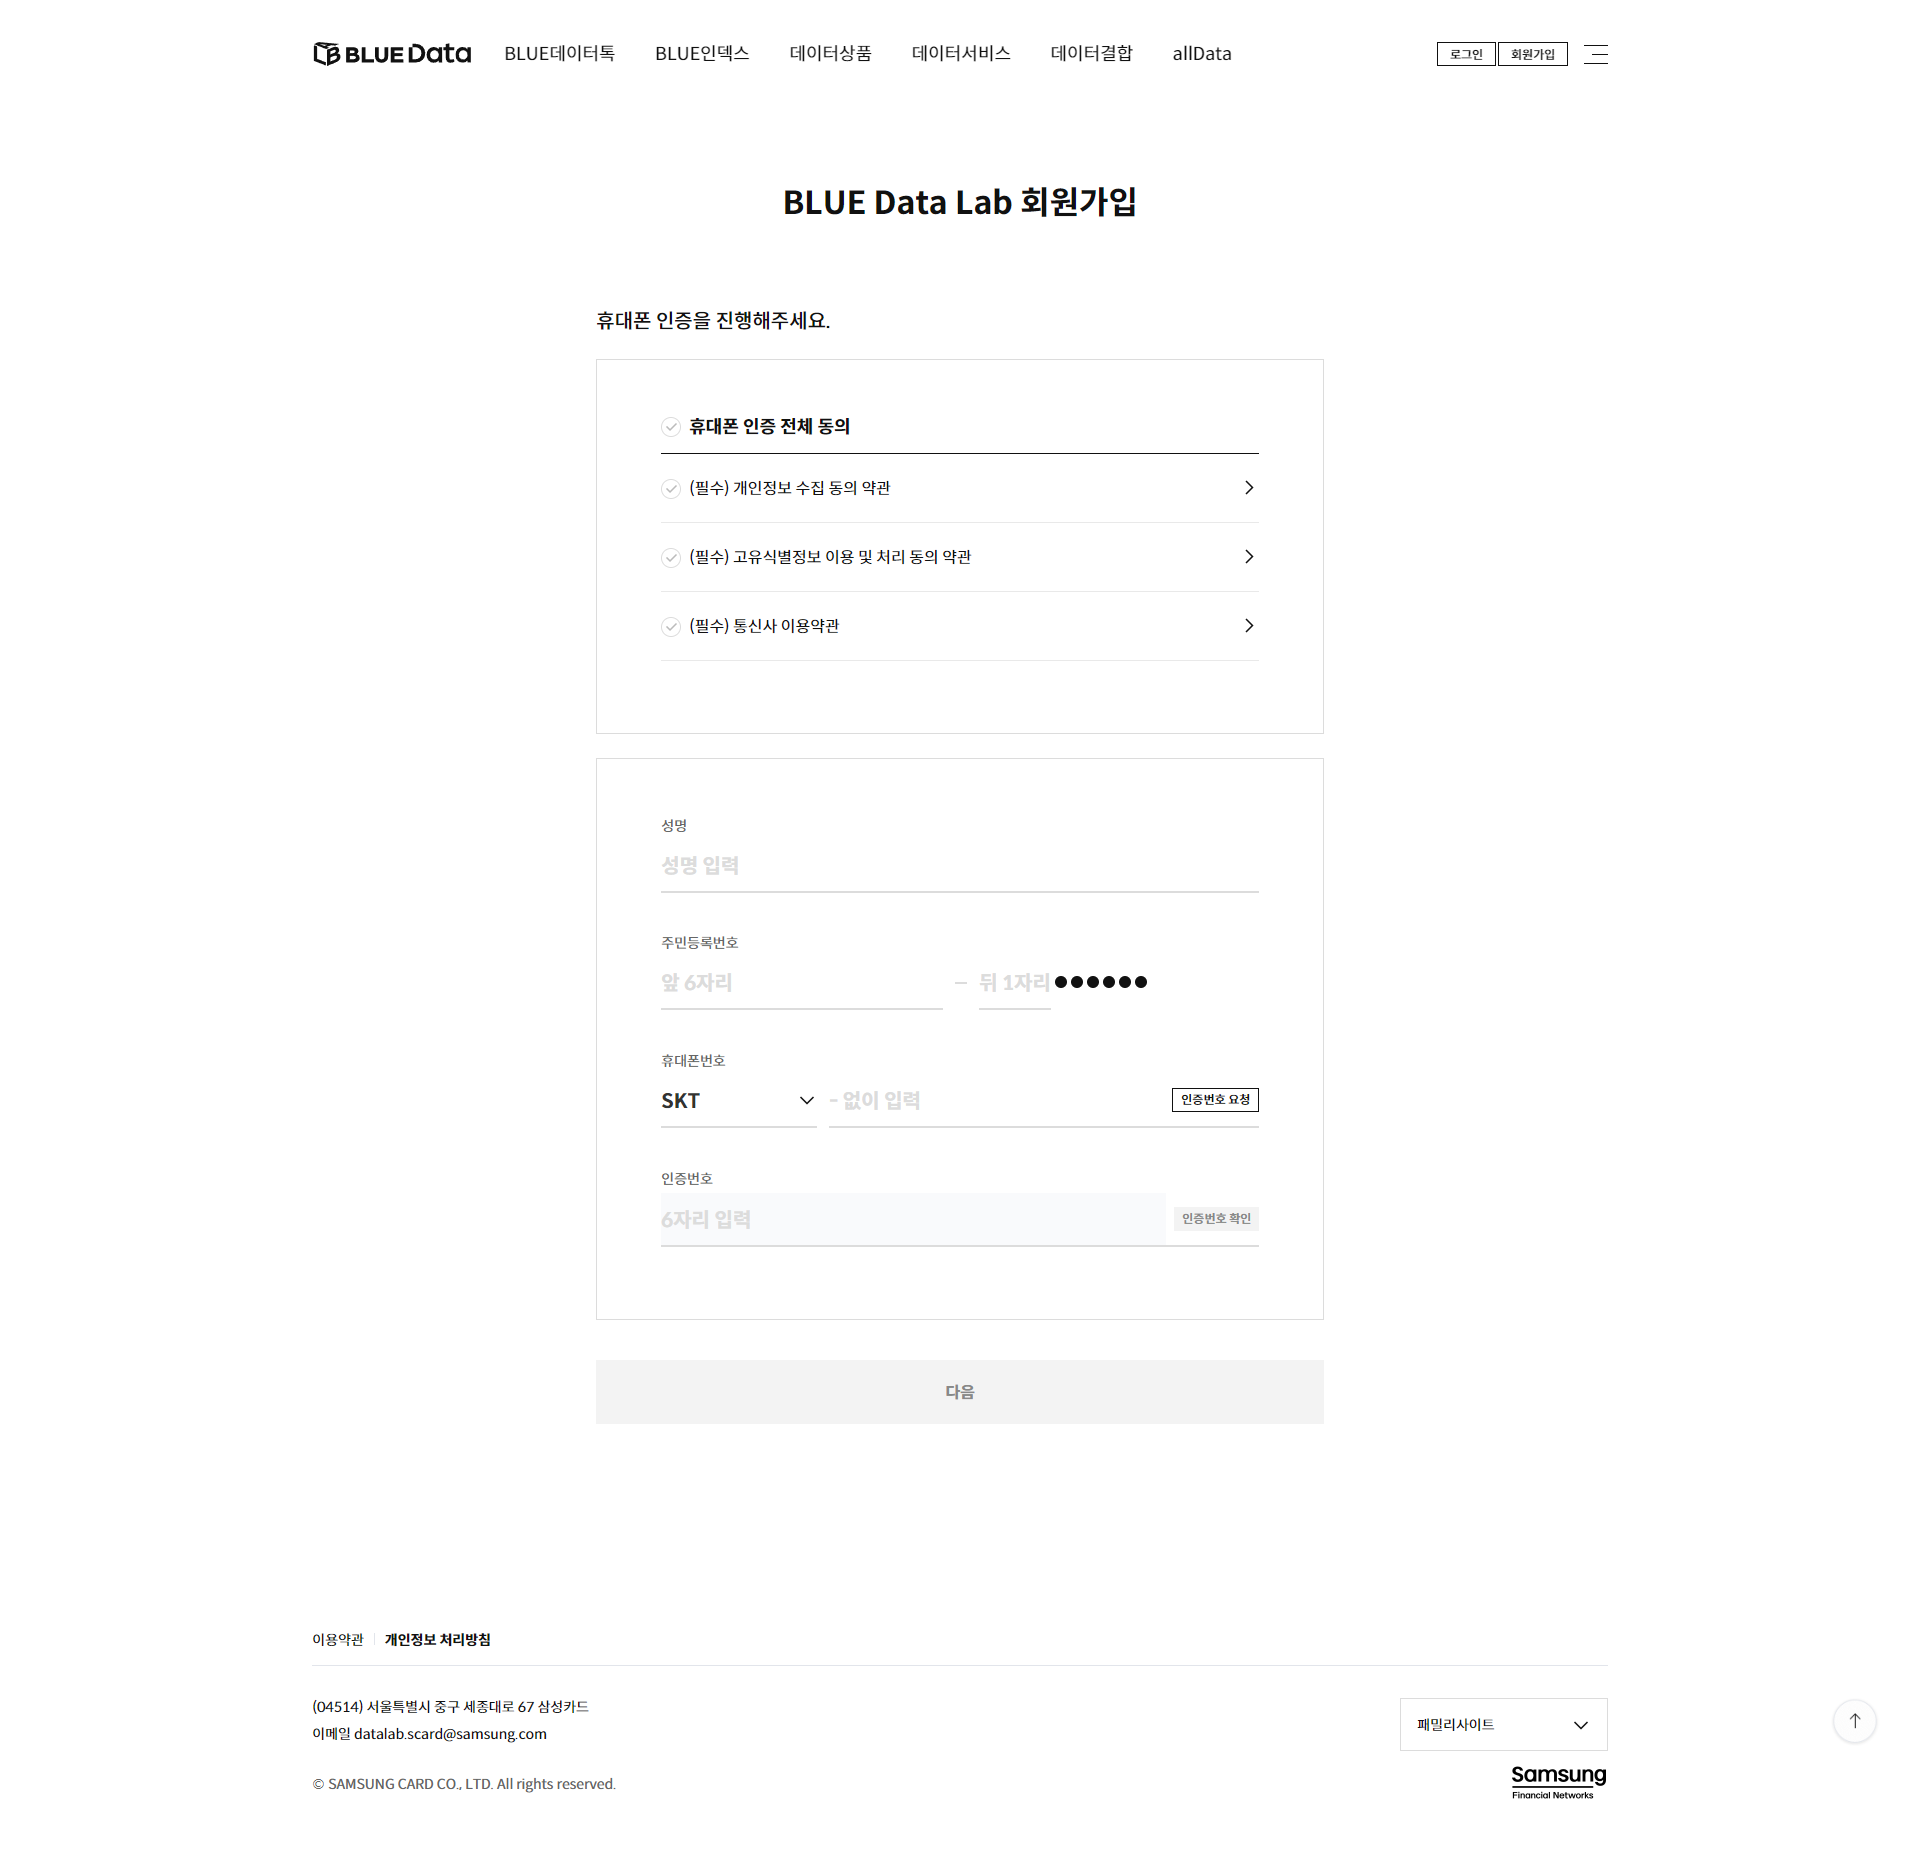 BLUE Data
BLUE데이터톡 BLUE인덱스 데이터상품 데이터서비스 데이터결합 allData
로그인 회원가입
BLUE Data Lab 회원가입
휴대폰 인증을 진행해주세요.
휴대폰 인증 전체 동의
(필수) 개인정보 수집 동의 약관
(필수) 고유식별정보 이용 및 처리 동의 약관
(필수) 통신사 이용약관
성명
성명 입력
주민등록번호
앞 6자리 – 뒤 1자리 ●●●●●●
휴대폰번호
SKT - 없이 입력 인증번호 요청
인증번호
6자리 입력 인증번호 확인
다음
이용약관 개인정보 처리방침
(04514) 서울특별시 중구 세종대로 67 삼성카드
이메일 datalab.scard@samsung.com
© SAMSUNG CARD CO., LTD. All rights reserved.
패밀리사이트
Samsung
Financial Networks